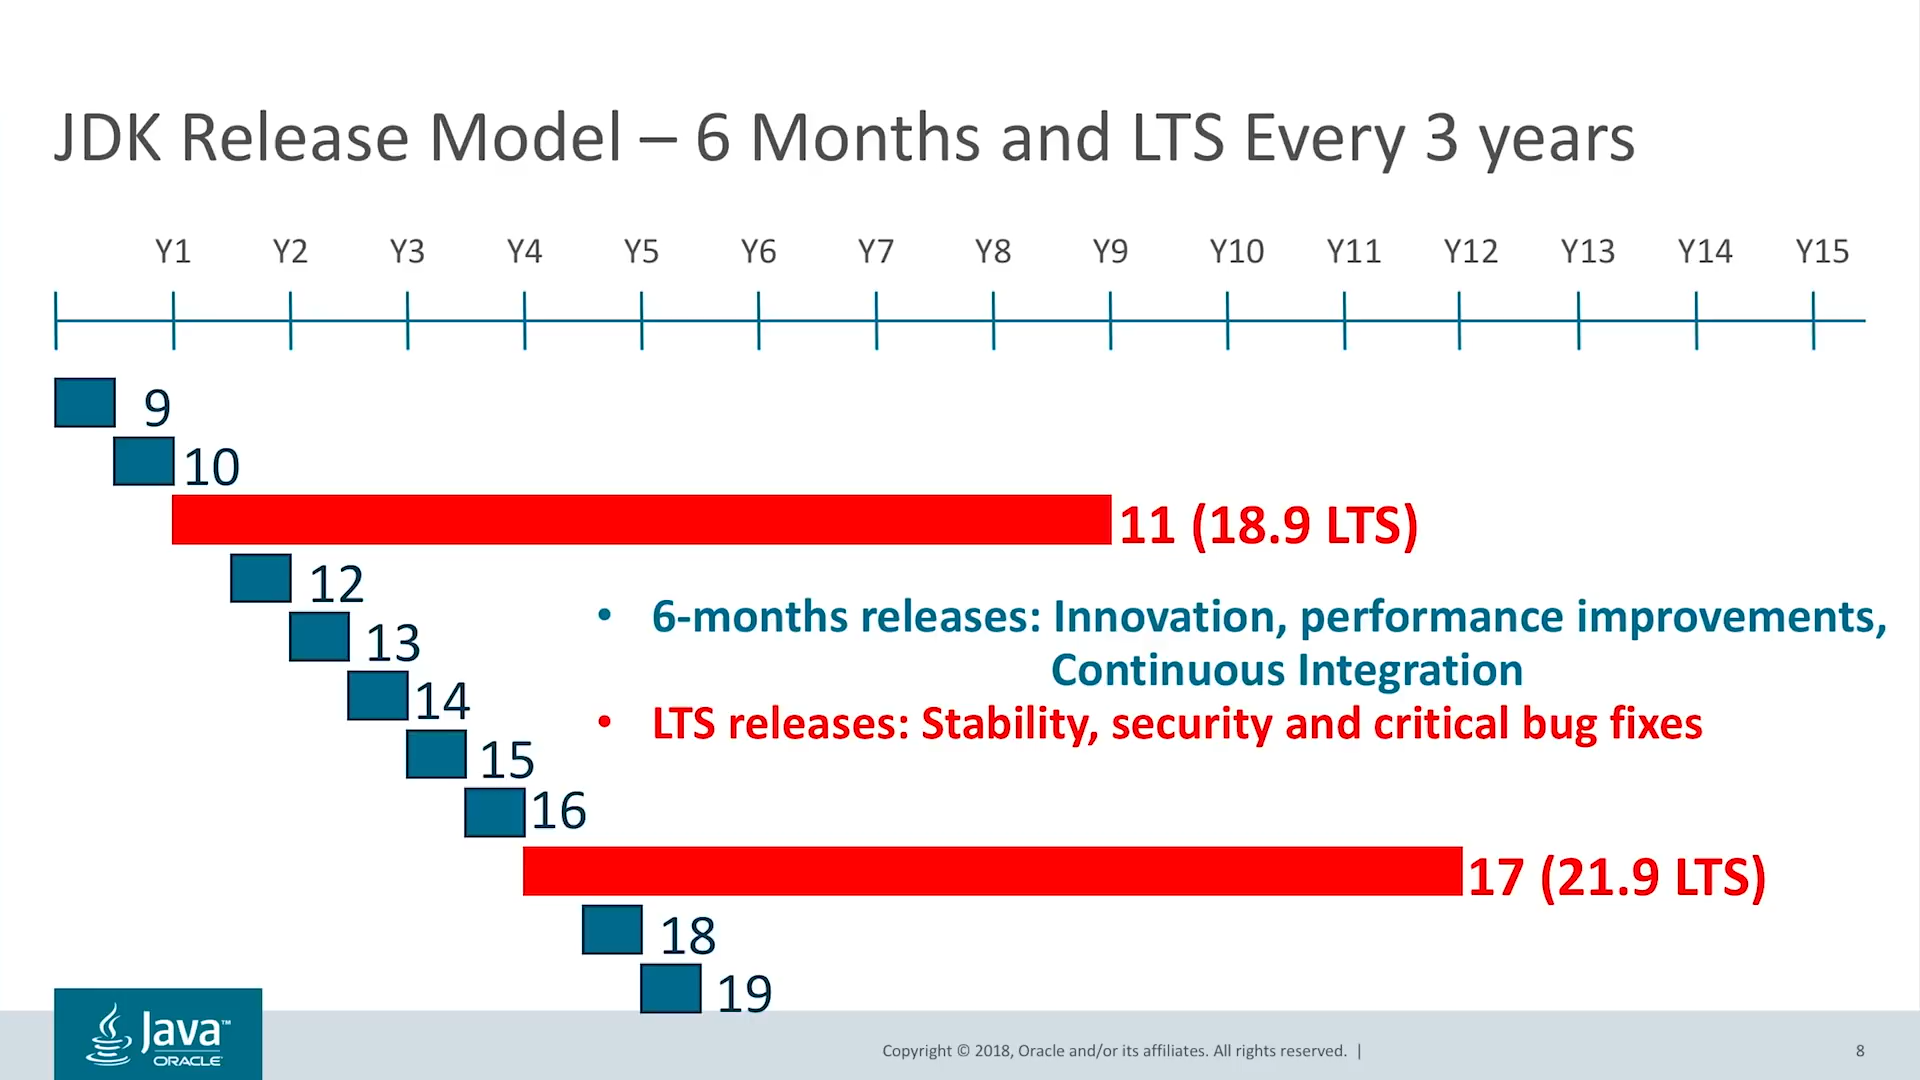 JDK Release Model – 6 Months and LTS Every 3 years
Y1 Y2 Y3 Y4 Y5 Y6 Y7 Y8 Y9 Y10 Y11 Y12 Y13 Y14 Y15
9
10
11 (18.9 LTS)
12
• 6-months releases: Innovation, performance improvements,
13
Continuous Integration
14
• LTS releases: Stability, security and critical bug fixes
15
16
17 (21.9 LTS)
18
19
Java™
ORACLE
Copyright © 2018, Oracle and/or its affiliates. All rights reserved. |
8